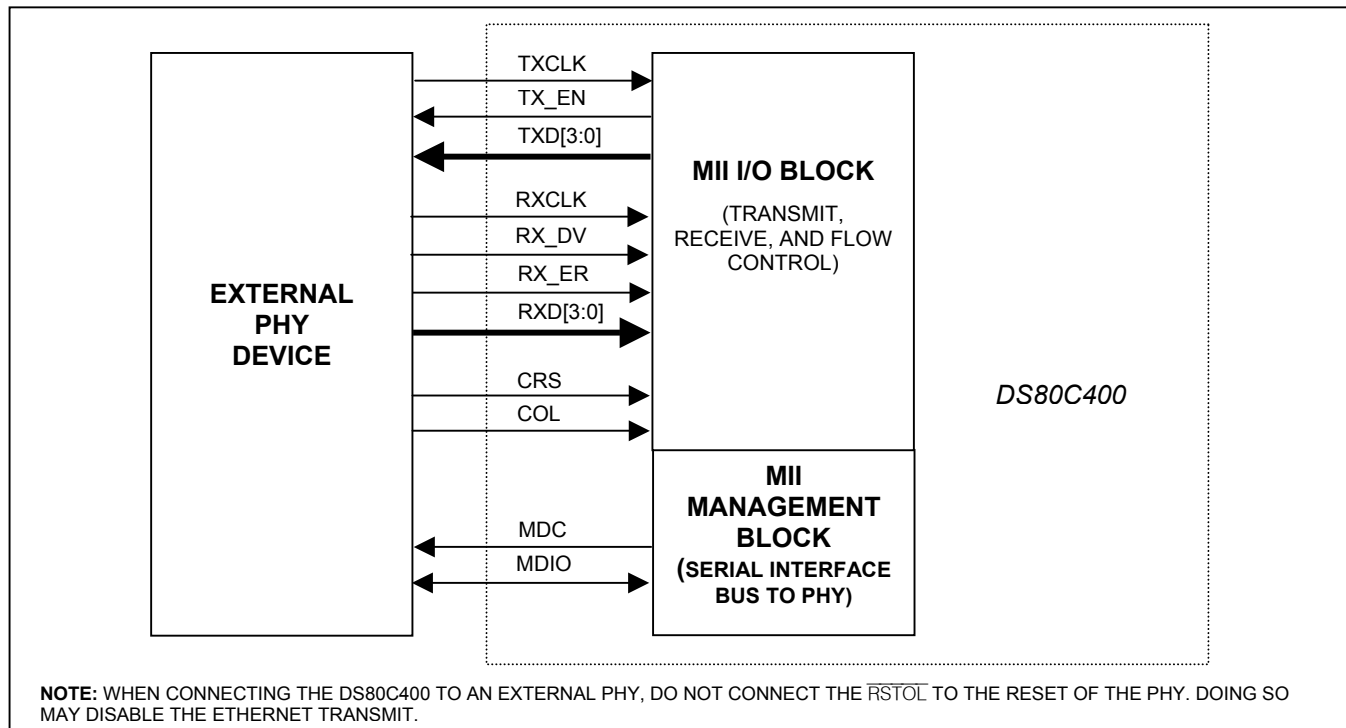 TXCLK
TX_EN
TXD[3:0]
RXCLK
RX_DV
RX_ER
RXD[3:0]
CRS
COL
MDC
MDIO
EXTERNAL
PHY
DEVICE
MII I/O BLOCK
(TRANSMIT,
RECEIVE, AND FLOW
CONTROL)
MII
MANAGEMENT
BLOCK
(SERIAL INTERFACE
BUS TO PHY)
DS80C400
NOTE: WHEN CONNECTING THE DS80C400 TO AN EXTERNAL PHY, DO NOT CONNECT THE RSTOL TO THE RESET OF THE PHY. DOING SO
MAY DISABLE THE ETHERNET TRANSMIT.